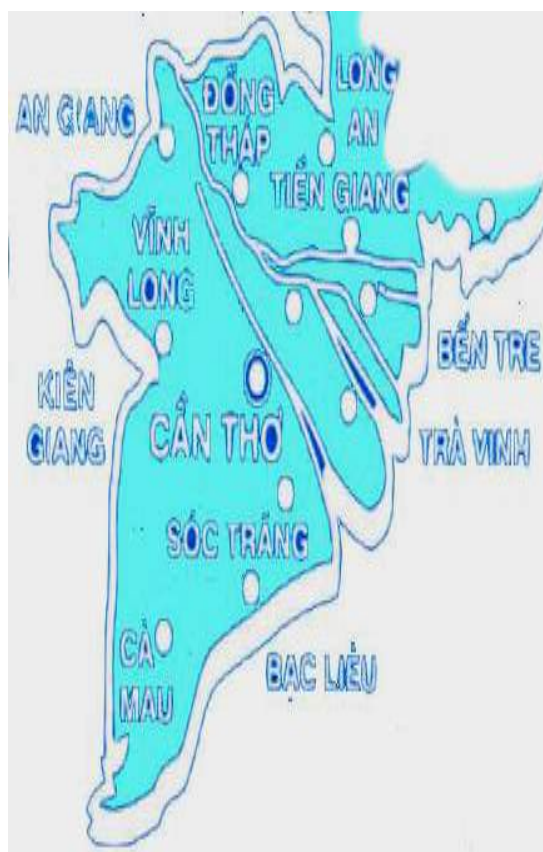 LONG
AN
ĐỒNG
THÁP
AN GIANG
TIỀN GIANG
VĨNH
LONG
BẾN TRE
KIÊN
GIANG
CẦN THƠ
TRÀ VINH
SÓC TRĂNG
CÀ
MAU
BẠC LIÊU